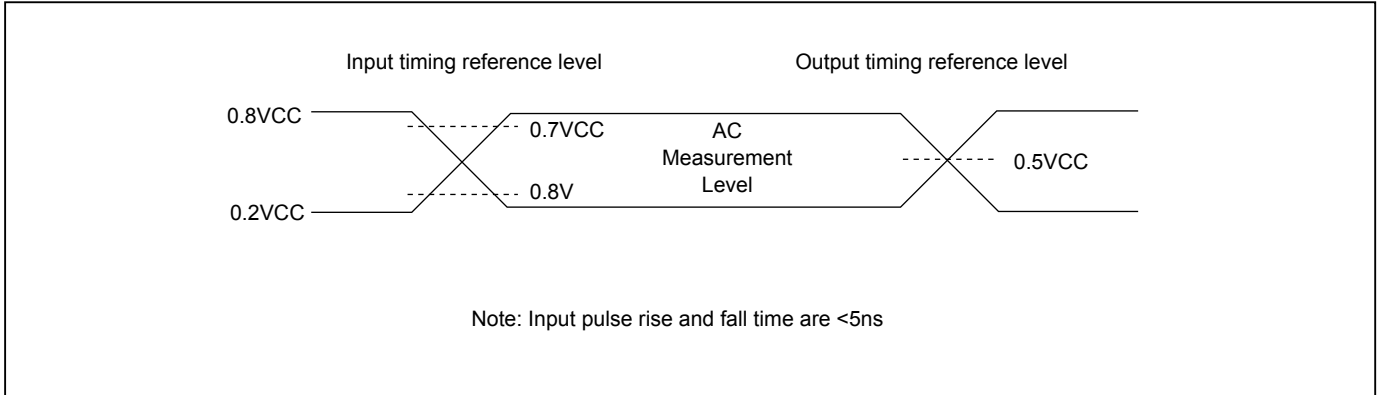 Input timing reference level
Output timing reference level
0.8VCC
0.7VCC
AC
Measurement
Level
0.5VCC
0.8V
0.2VCC
Note: Input pulse rise and fall time are <5ns